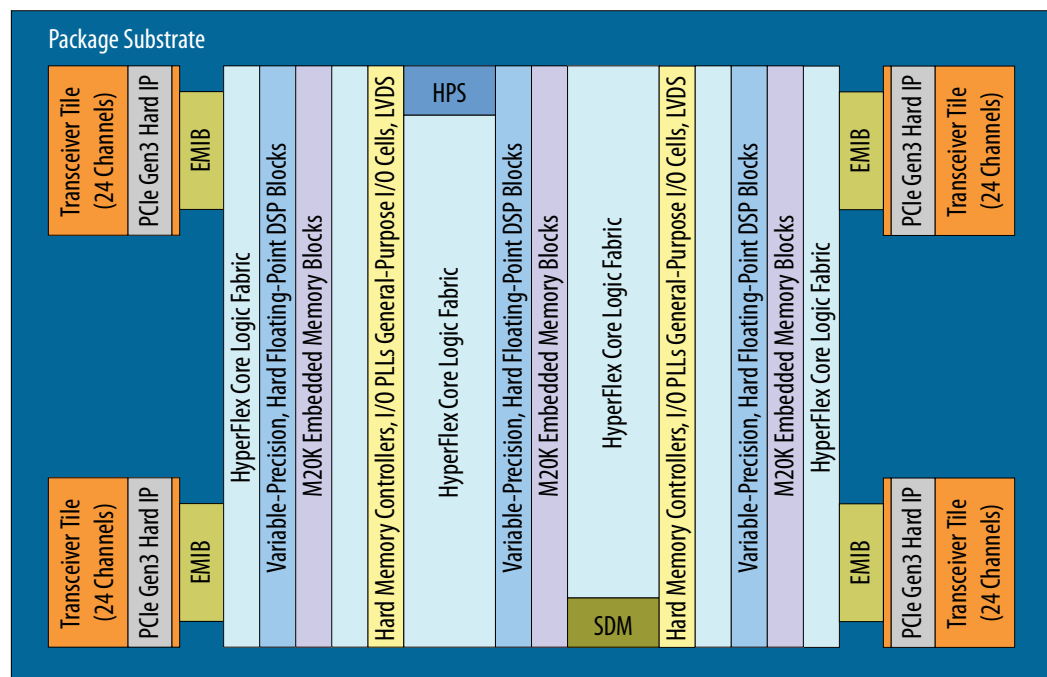 Package Substrate
Transceiver Tile
(24 Channels)
PCIe Gen3 Hard IP
EMIB
Transceiver Tile
(24 Channels)
PCIe Gen3 Hard IP
EMIB
HyperFlex Core Logic Fabric
Variable-Precision, Hard Floating-Point DSP Blocks
M20K Embedded Memory Blocks
Hard Memory Controllers, I/O PLLs General-Purpose I/O Cells, LVDS
HPS
HyperFlex Core Logic Fabric
Variable-Precision, Hard Floating-Point DSP Blocks
M20K Embedded Memory Blocks
HyperFlex Core Logic Fabric
SDM
Hard Memory Controllers, I/O PLLs General-Purpose I/O Cells, LVDS
Variable-Precision, Hard Floating-Point DSP Blocks
M20K Embedded Memory Blocks
HyperFlex Core Logic Fabric
EMIB
PCIe Gen3 Hard IP
Transceiver Tile
(24 Channels)
EMIB
PCIe Gen3 Hard IP
Transceiver Tile
(24 Channels)